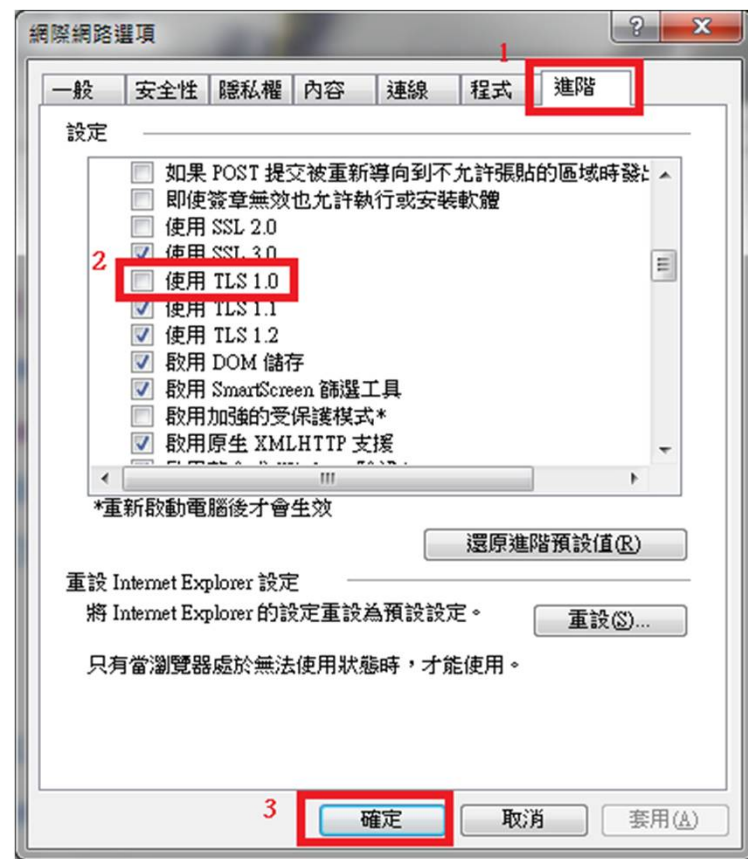 網際網路選項
1
一般 安全性 隱私權 內容 連線 程式 進階
設定
如果 POST 提交被重新導向到不允許張貼的區域時發出
即使簽章無效也允許執行或安裝軟體
使用 SSL 2.0
使用 SSL 3.0
2
使用 TLS 1.0
使用 TLS 1.1
使用 TLS 1.2
啟用 DOM 儲存
啟用 SmartScreen 篩選工具
啟用加強的受保護模式*
啟用原生 XMLHTTP 支援
*重新啟動電腦後才會生效
還原進階預設值(R)
重設 Internet Explorer 設定
將 Internet Explorer 的設定重設為預設設定。
重設(S)...
只有當瀏覽器處於無法使用狀態時,才能使用。
3
確定 取消 套用(A)